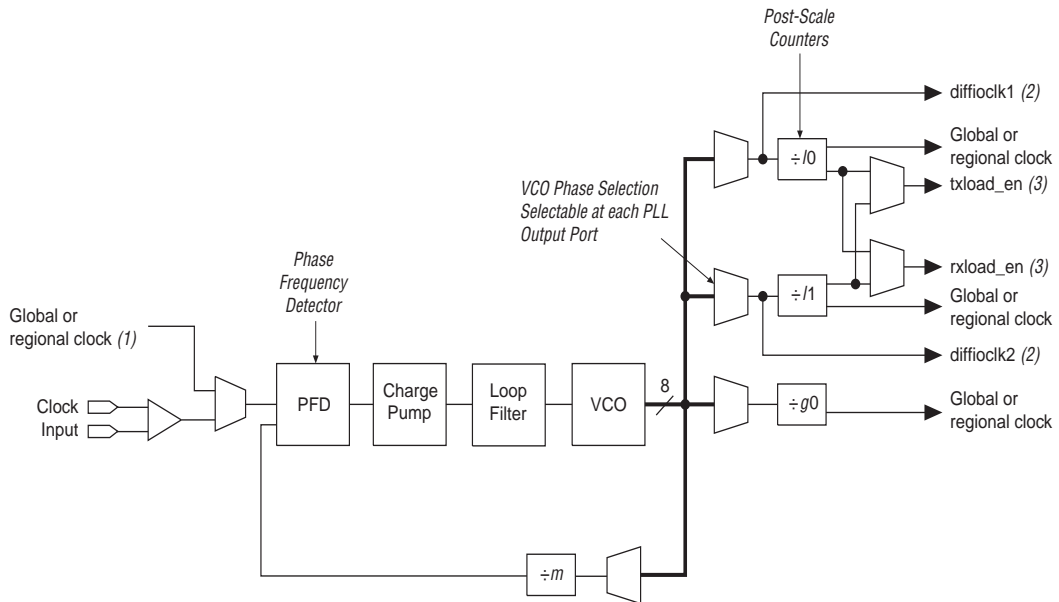 Post-Scale
Counters
diffioclk1 (2)
Global or
regional clock
÷l0
txload_en (3)
VCO Phase Selection
Selectable at each PLL
Output Port
rxload_en (3)
÷l1
Global or
regional clock
diffioclk2 (2)
Phase
Frequency
Detector
Global or
regional clock (1)
Clock
Input
PFD
Charge
Pump
Loop
Filter
VCO
8
÷g0
Global or
regional clock
÷m